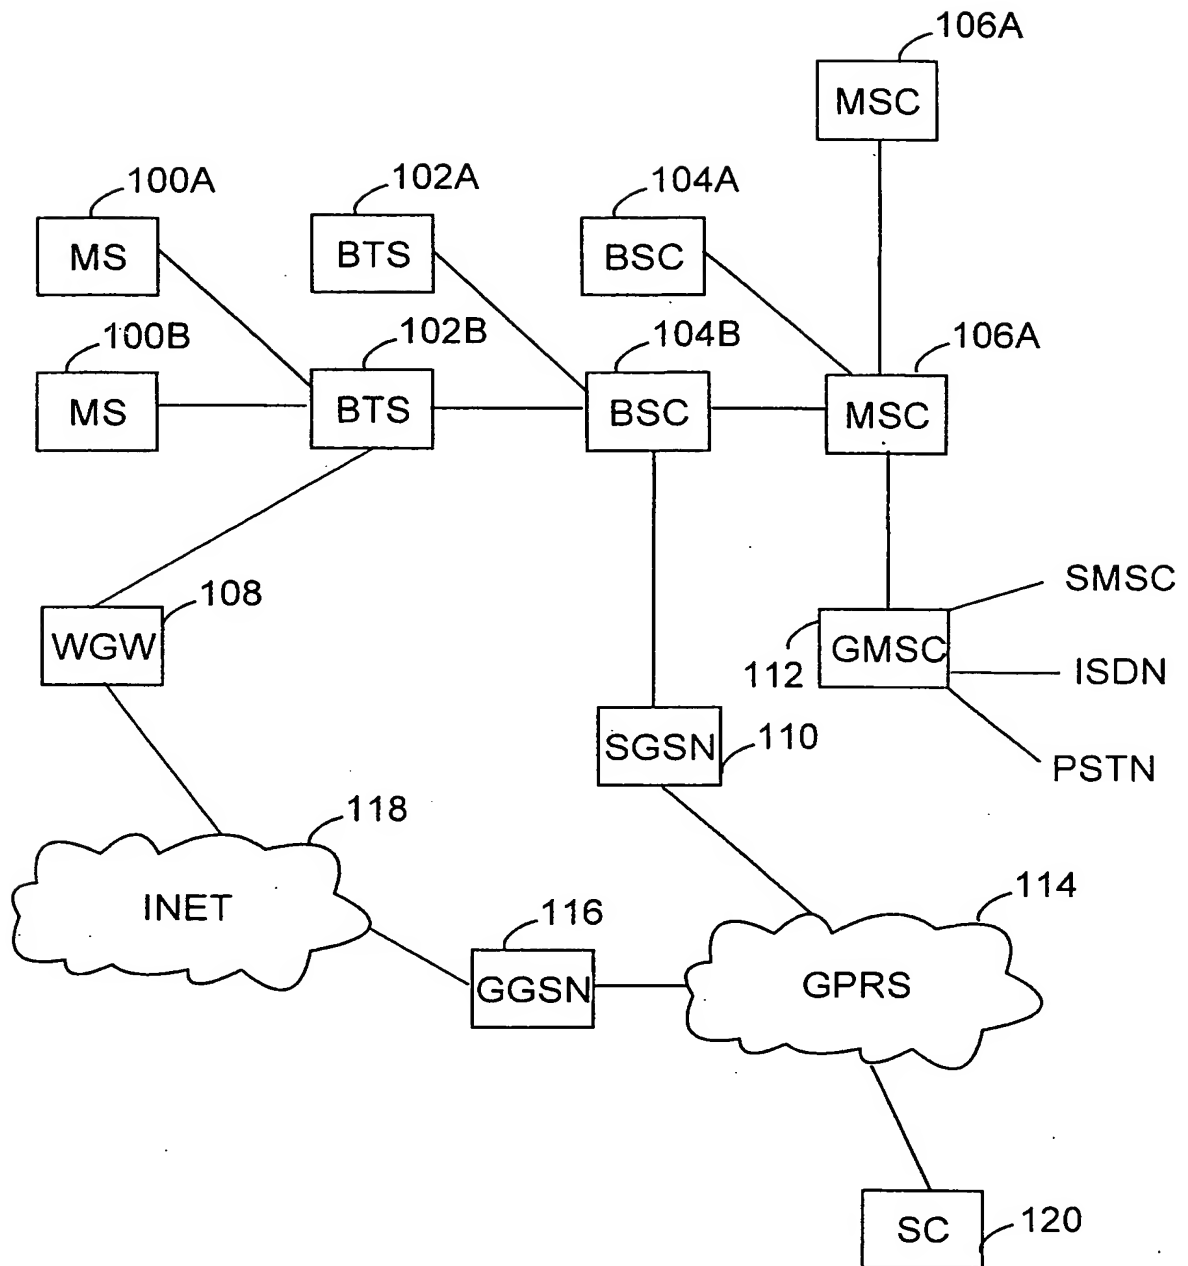 106A
MSC
100A
102A
104A
MS
BTS
BSC
100B
102B
104B
106A
MS
BTS
BSC
MSC
108
SMSC
WGW
112
GMSC
ISDN
SGSN
110
PSTN
118
INET
114
116
GGSN
GPRS
SC
120